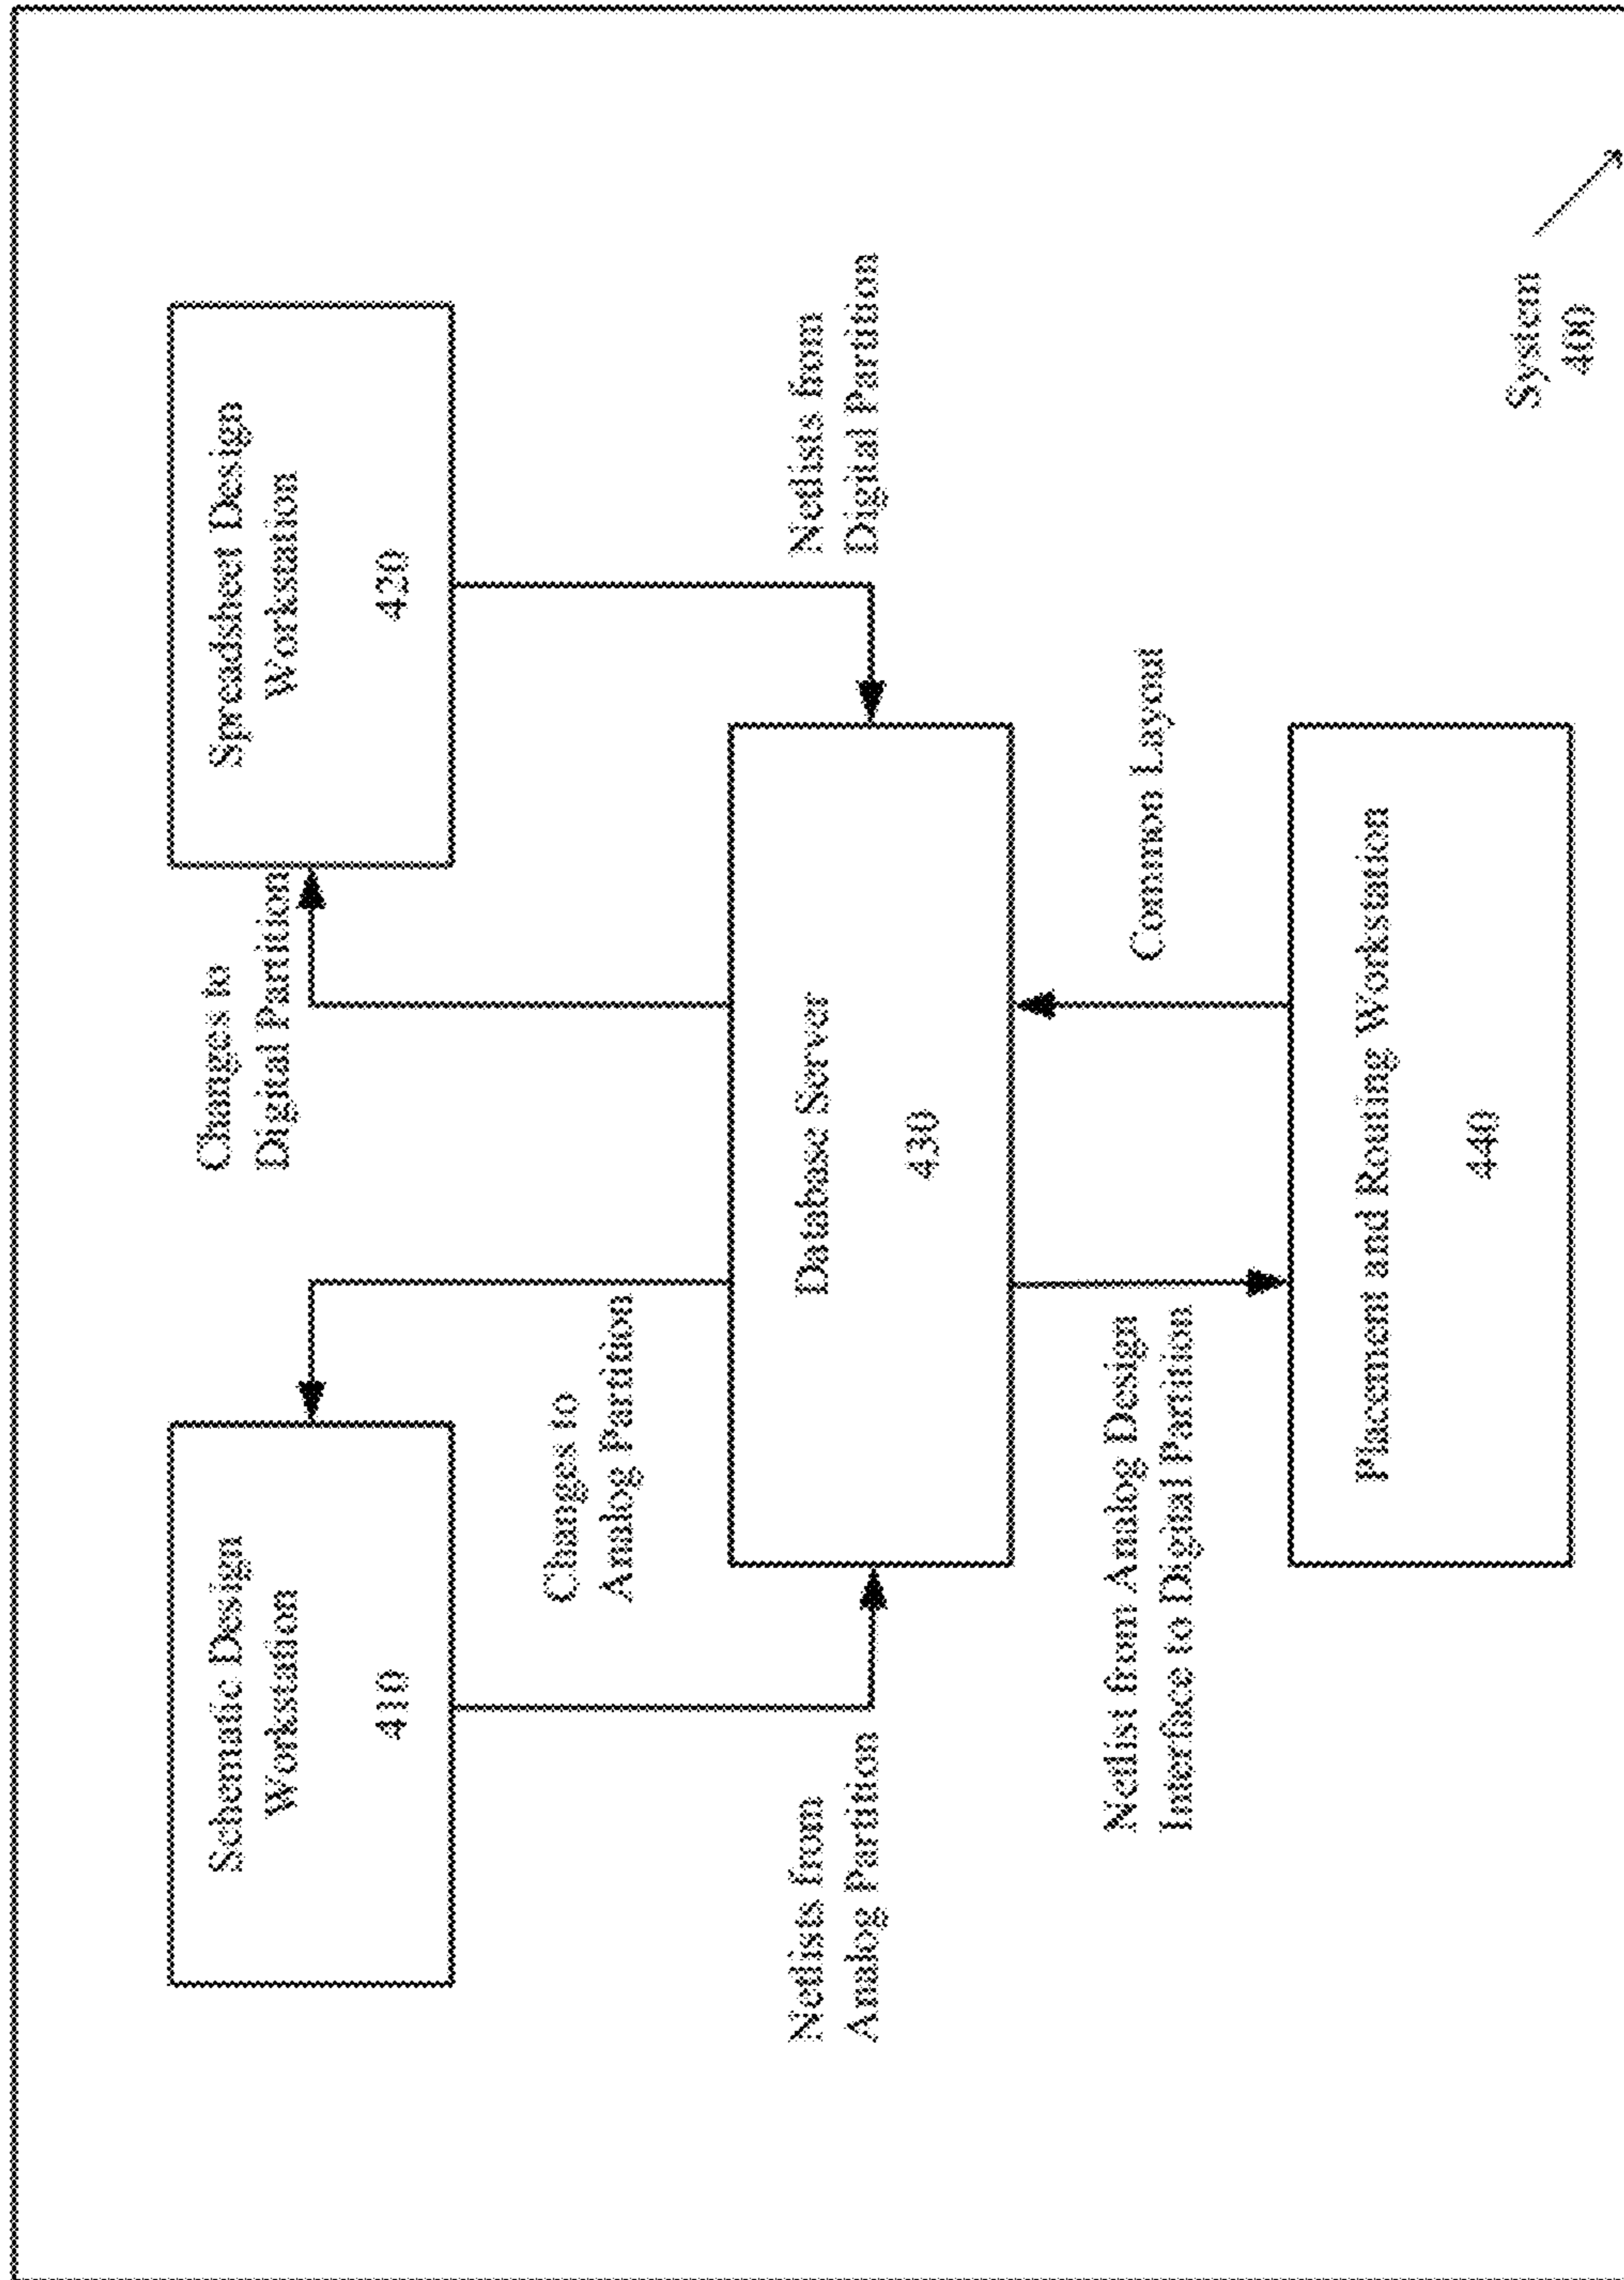 Schematic Design
Workstation
410
Spreadsheet Design
Workstation
420
Changes to
Digital Partition
Changes to
Analog Partition
Netlists from
Analog Partition
Netlists from
Digital Partition
Database Server
430
Netlist from Analog Design
Interface to Digital Partition
Common Layout
Placement and Routing Workstation
440
System
400